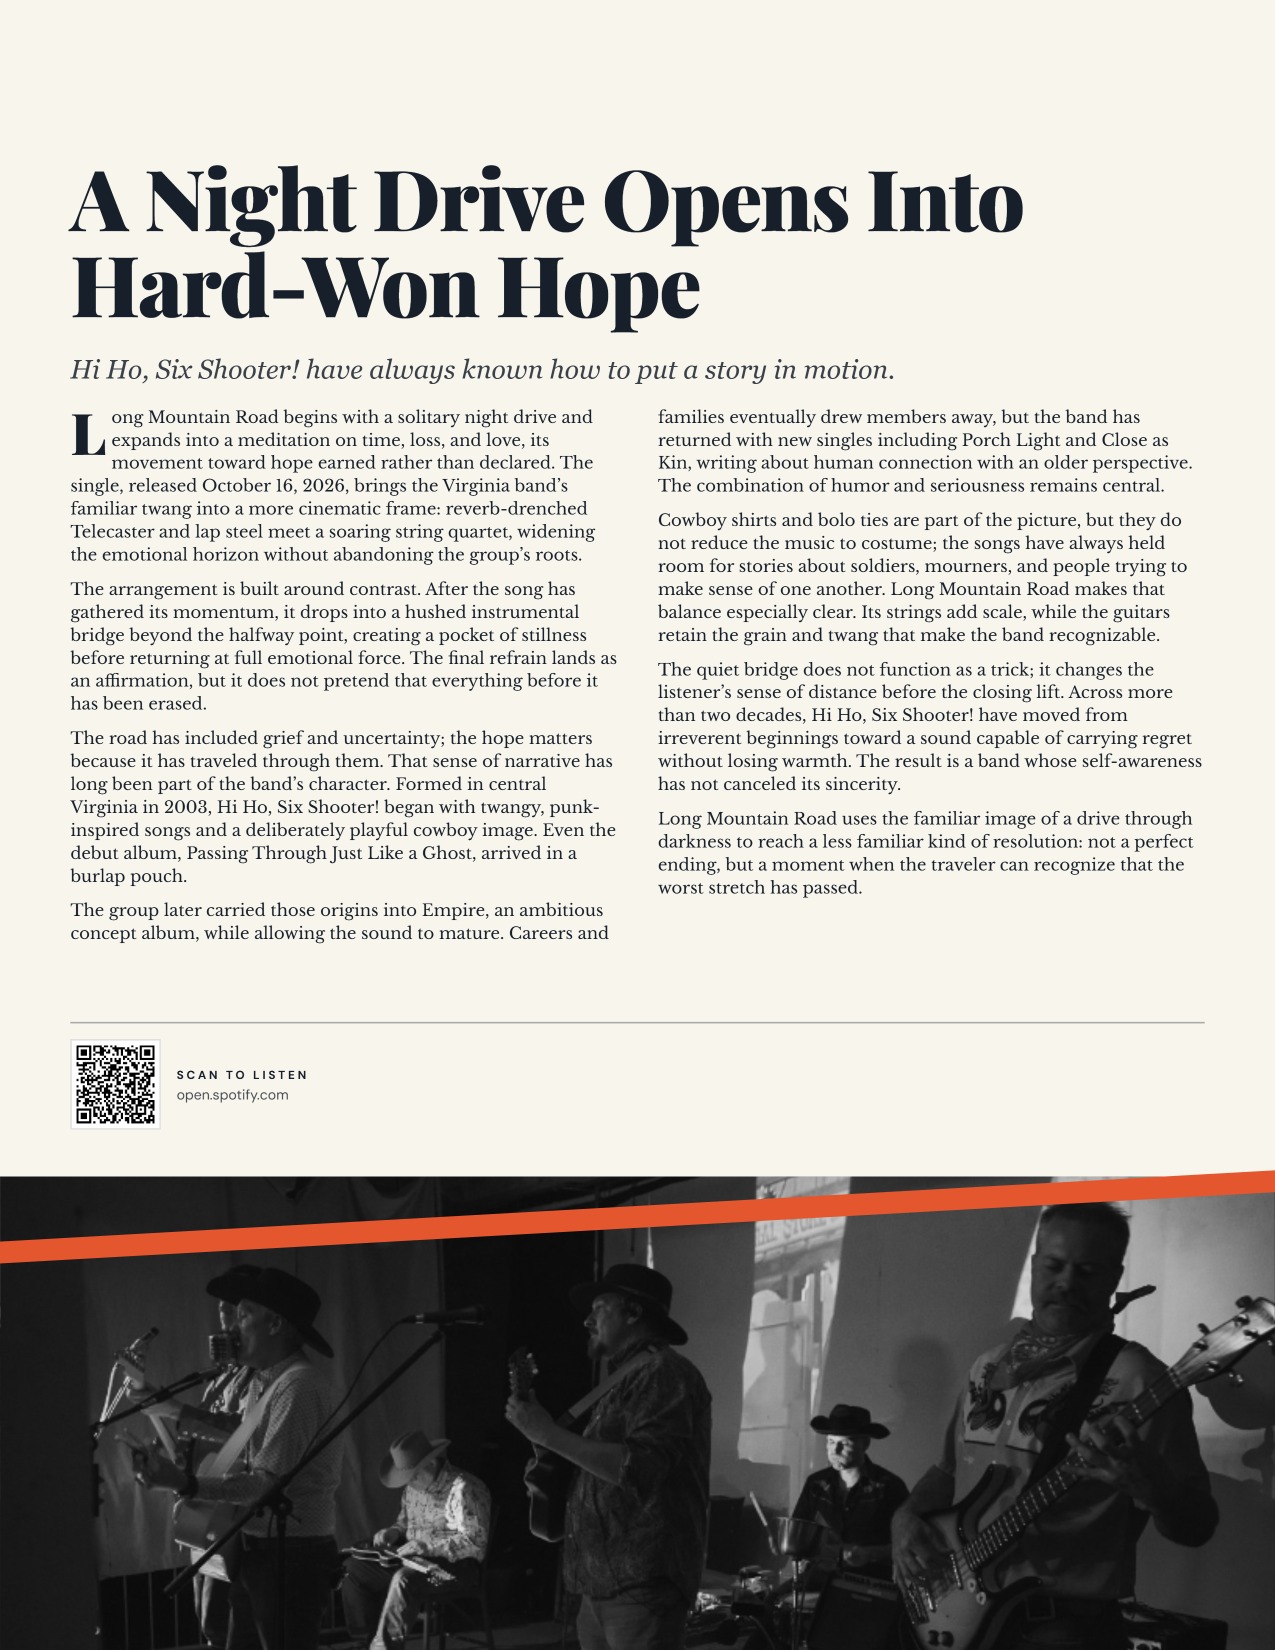 A Night Drive Opens Into
Hard-Won Hope
Hi Ho, Six Shooter! have always known how to put a story in motion.
Long Mountain Road begins with a solitary night drive and
expands into a meditation on time, loss, and love, its
movement toward hope earned rather than declared. The
single, released October 16, 2026, brings the Virginia band’s
familiar twang into a more cinematic frame: reverb-drenched
Telecaster and lap steel meet a soaring string quartet, widening
the emotional horizon without abandoning the group’s roots.
The arrangement is built around contrast. After the song has
gathered its momentum, it drops into a hushed instrumental
bridge beyond the halfway point, creating a pocket of stillness
before returning at full emotional force. The final refrain lands as
an affirmation, but it does not pretend that everything before it
has been erased.
The road has included grief and uncertainty; the hope matters
because it has traveled through them. That sense of narrative has
long been part of the band’s character. Formed in central
Virginia in 2003, Hi Ho, Six Shooter! began with twangy, punk-
inspired songs and a deliberately playful cowboy image. Even the
debut album, Passing Through Just Like a Ghost, arrived in a
burlap pouch.
The group later carried those origins into Empire, an ambitious
concept album, while allowing the sound to mature. Careers and
families eventually drew members away, but the band has
returned with new singles including Porch Light and Close as
Kin, writing about human connection with an older perspective.
The combination of humor and seriousness remains central.
Cowboy shirts and bolo ties are part of the picture, but they do
not reduce the music to costume; the songs have always held
room for stories about soldiers, mourners, and people trying to
make sense of one another. Long Mountain Road makes that
balance especially clear. Its strings add scale, while the guitars
retain the grain and twang that make the band recognizable.
The quiet bridge does not function as a trick; it changes the
listener’s sense of distance before the closing lift. Across more
than two decades, Hi Ho, Six Shooter! have moved from
irreverent beginnings toward a sound capable of carrying regret
without losing warmth. The result is a band whose self-awareness
has not canceled its sincerity.
Long Mountain Road uses the familiar image of a drive through
darkness to reach a less familiar kind of resolution: not a perfect
ending, but a moment when the traveler can recognize that the
worst stretch has passed.
SCAN TO LISTEN
open.spotify.com